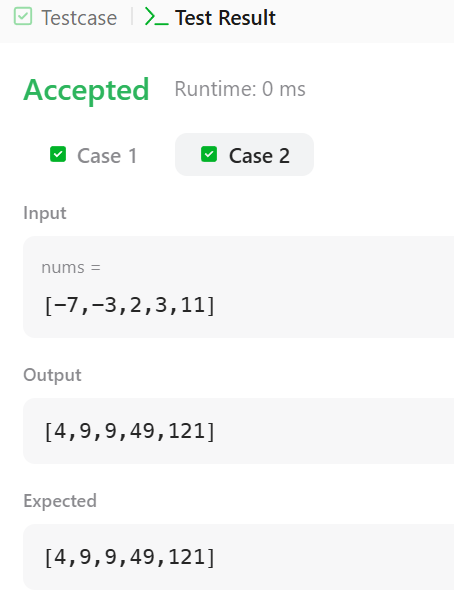 Testcase | Test Result
Accepted Runtime: 0 ms
Case 1 Case 2
Input
nums =
[-7,-3,2,3,11]
Output
[4,9,9,49,121]
Expected
[4,9,9,49,121]